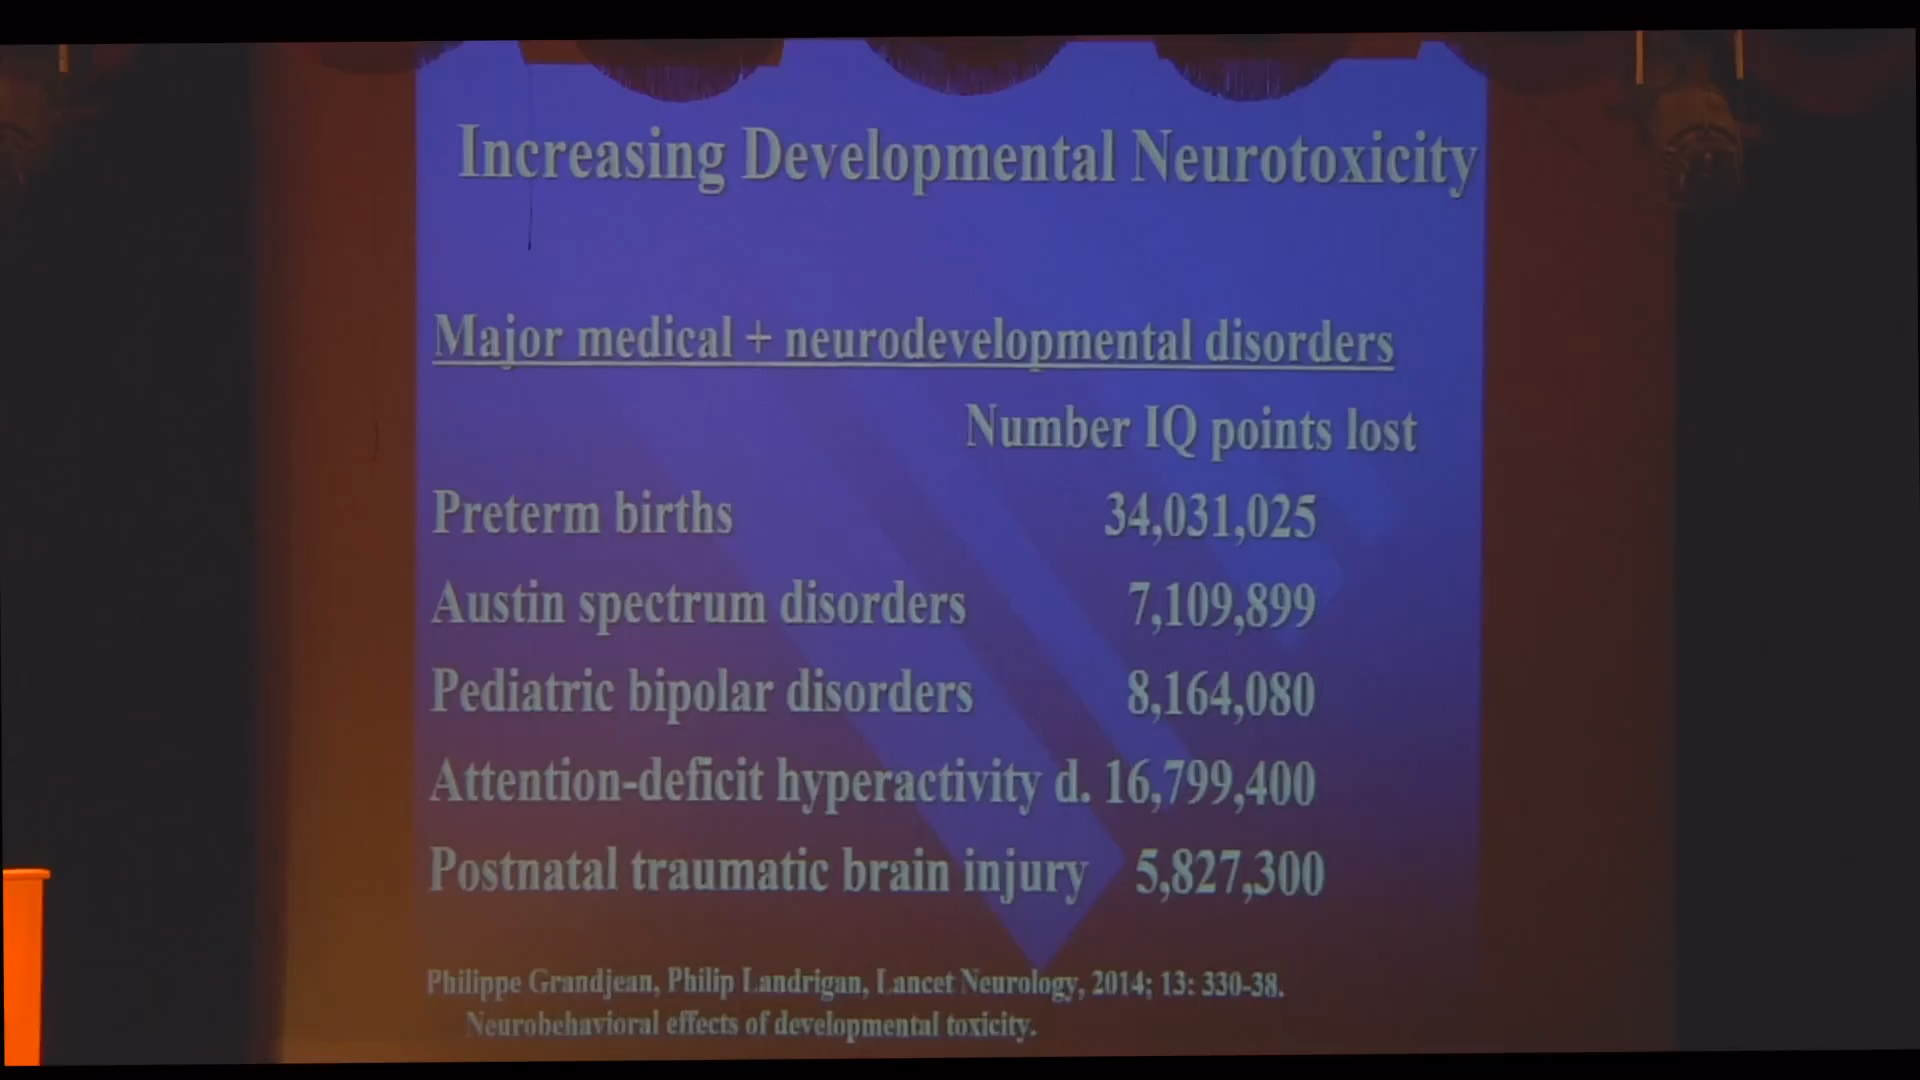 Increasing Developmental Neurotoxicity
Major medical + neurodevelopmental disorders
Number IQ points lost
Preterm births 34,031,025
Austin spectrum disorders 7,109,899
Pediatric bipolar disorders 8,164,080
Attention-deficit hyperactivity d. 16,799,400
Postnatal traumatic brain injury 5,827,300
Philippe Grandjean, Philip Landrigan, Lancet Neurology, 2014; 13: 330-38.
Neurobehavioral effects of developmental toxicity.